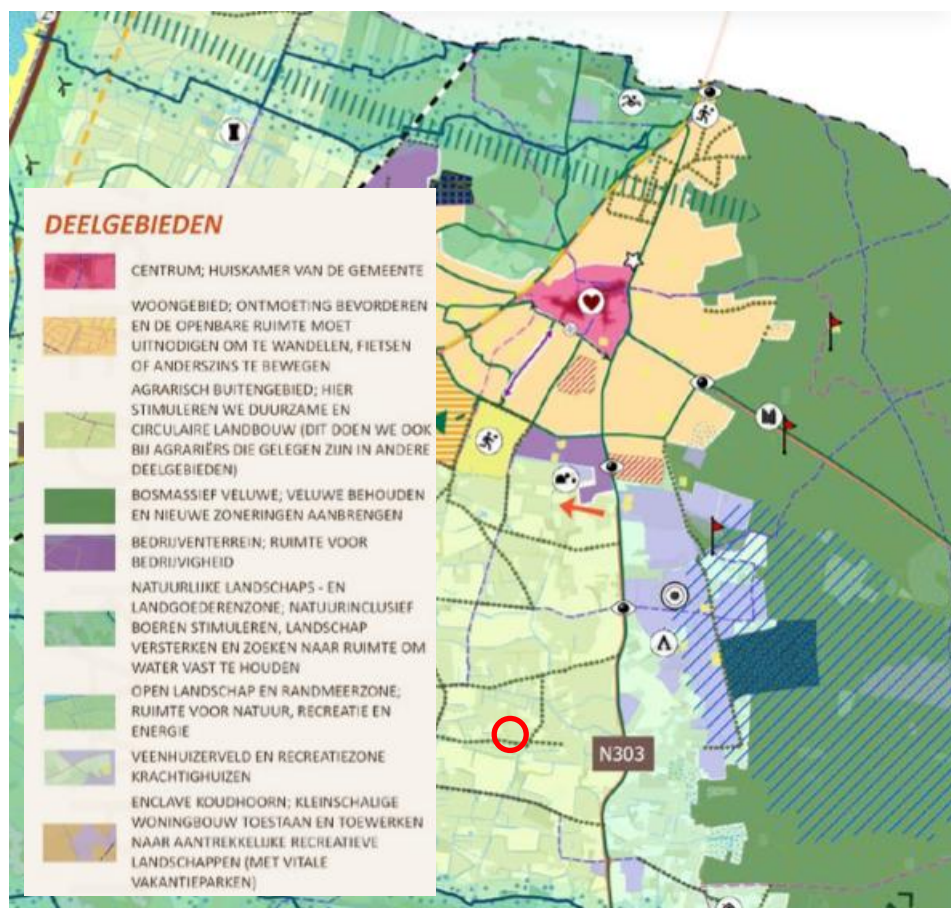 DEELGEBIEDEN
CENTRUM; HUISKAMER VAN DE GEMEENTE
WOONGEBIED; ONTMOETING BEVORDEREN
EN DE OPENBARE RUIMTE MOET
UITNODIGEN OM TE WANDELEN, FIETSEN
OF ANDERSZINS TE BEWEGEN
AGRARISCH BUITENGEBIED; HIER
STIMULEREN WE DUURZAME EN
CIRCULAIRE LANDBOUW (DIT DOEN WE OOK
BIJ AGRARIËRS DIE GELEGEN ZIJN IN ANDERE
DEELGEBIEDEN)
BOSMASSIEF VELUWE; VELUWE BEHOUDEN
EN NIEUWE ZONERINGEN AANBRENGEN
BEDRIJVENTERREIN; RUIMTE VOOR
BEDRIJVIGHEID
NATUURLIJKE LANDSCHAPS - EN
LANDGOEDERENZONE; NATUURINCLUSIEF
BOEREN STIMULEREN, LANDSCHAP
VERSTERKEN EN ZOEKEN NAAR RUIMTE OM
WATER VAST TE HOUDEN
OPEN LANDSCHAP EN RANDMEERZONE;
RUIMTE VOOR NATUUR, RECREATIE EN
ENERGIE
VEENHUIZERVELD EN RECREATIEZONE
KRACHTIGHUIZEN
ENCLAVE KOUDHOORN; KLEINSCHALIGE
WONINGBOUW TOESTAAN EN TOEWERKEN
NAAR AANTREKKELIJKE RECREATIEVE
LANDSCHAPPEN (MET VITALE
VAKANTIEPARKEN)
N303